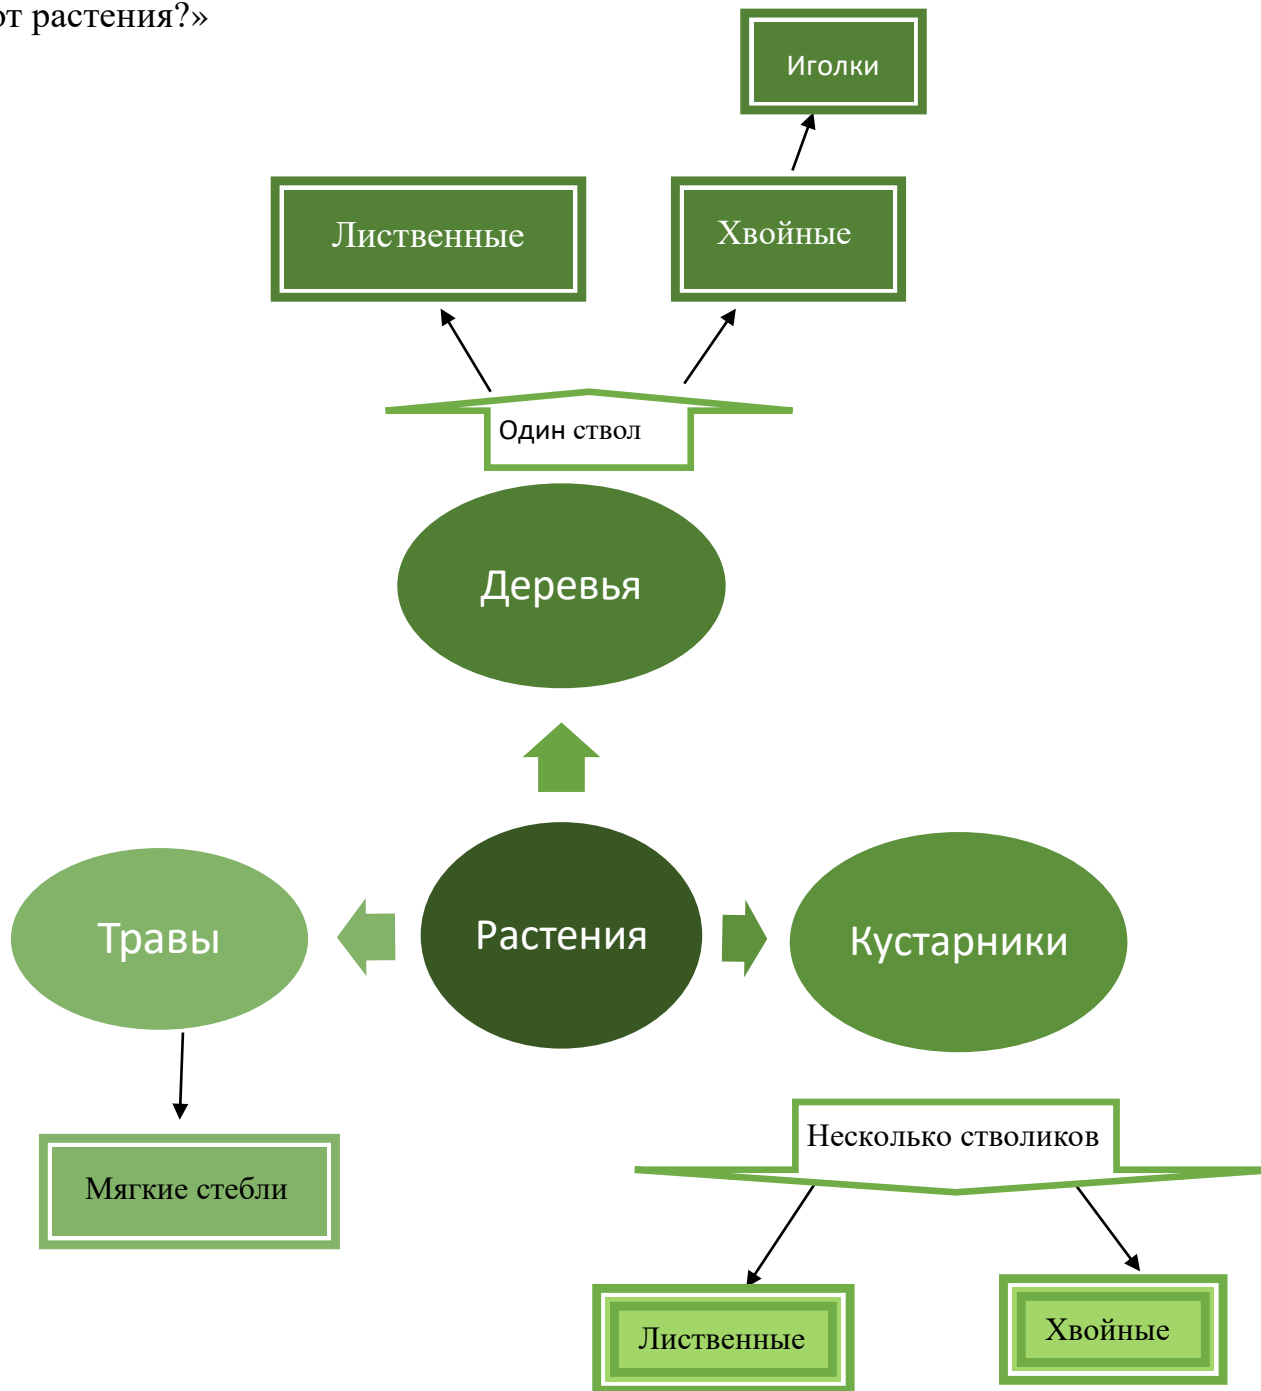 от растения?»
Иголки
Лиственные
Хвойные
Один ствол
Деревья
Травы
Растения
Кустарники
Несколько стволиков
Мягкие стебли
Лиственные
Хвойные